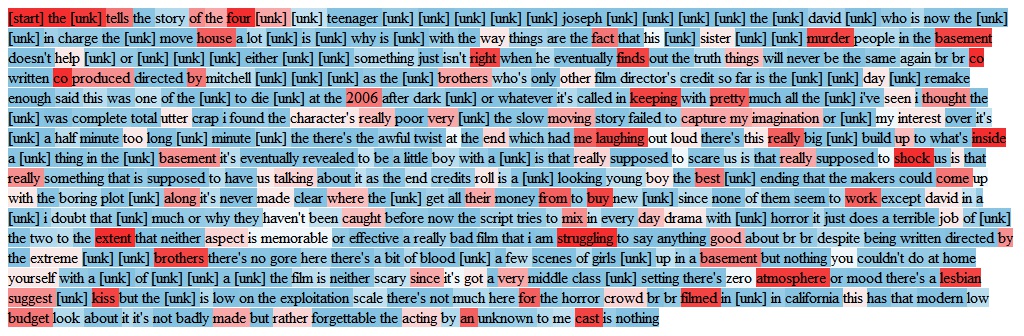 [start] the [unk] tells the story of the four [unk] [unk] teenager [unk] [unk] [unk] [unk] [unk] joseph [unk] [unk] [unk] [unk] the [unk] david [unk] who is now the [unk]
[unk] in charge the [unk] move house a lot [unk] is [unk] why is [unk] with the way things are the fact that his [unk] sister [unk] [unk] murder people in the basement
doesn't help [unk] or [unk] [unk] [unk] either [unk] [unk] something just isn't right when he eventually finds out the truth things will never be the same again br br co
written co produced directed by mitchell [unk] [unk] [unk] as the [unk] brothers who's only other film director's credit so far is the [unk] [unk] day [unk] remake
enough said this was one of the [unk] to die [unk] at the 2006 after dark [unk] or whatever it's called in keeping with pretty much all the [unk] i've seen i thought the
[unk] was complete total utter crap i found the character's really poor very [unk] the slow moving story failed to capture my imagination or [unk] my interest over it's
[unk] a half minute too long [unk] minute [unk] the there's the awful twist at the end which had me laughing out loud there's this really big [unk] build up to what's inside
a [unk] thing in the [unk] basement it's eventually revealed to be a little boy with a [unk] is that really supposed to scare us is that really supposed to shock us is that
really something that is supposed to have us talking about it as the end credits roll is a [unk] looking young boy the best [unk] ending that the makers could come up
with the boring plot [unk] along it's never made clear where the [unk] get all their money from to buy new [unk] since none of them seem to work except david in a
[unk] i doubt that [unk] much or why they haven't been caught before now the script tries to mix in every day drama with [unk] horror it just does a terrible job of [unk]
the two to the extent that neither aspect is memorable or effective a really bad film that i am struggling to say anything good about br br despite being written directed by
the extreme [unk] [unk] brothers there's no gore here there's a bit of blood [unk] a few scenes of girls [unk] up in a basement but nothing you couldn't do at home
yourself with a [unk] of [unk] [unk] a [unk] the film is neither scary since it's got a very middle class [unk] setting there's zero atmosphere or mood there's a lesbian
suggest [unk] kiss but the [unk] is low on the exploitation scale there's not much here for the horror crowd br br filmed in [unk] in california this has that modern low
budget look about it it's not badly made but rather forgettable the acting by an unknown to me cast is nothing